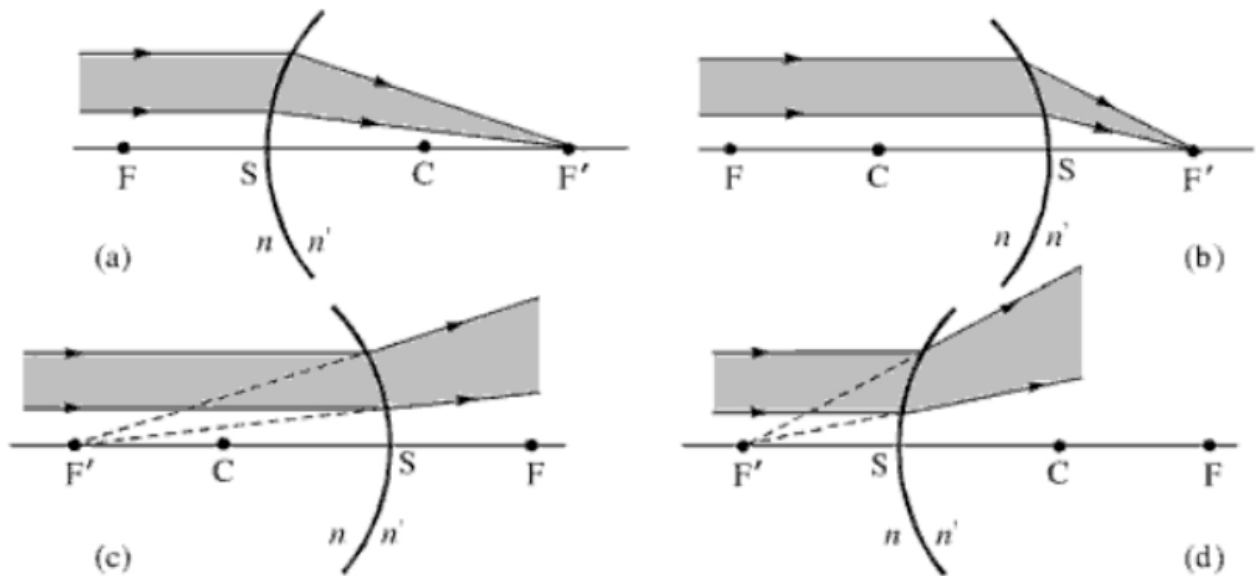 F S C F′
n n'
(a)
F C S F′
n n'
(b)
F′ C S F
n n'
(c)
F′ S C F
n n'
(d)